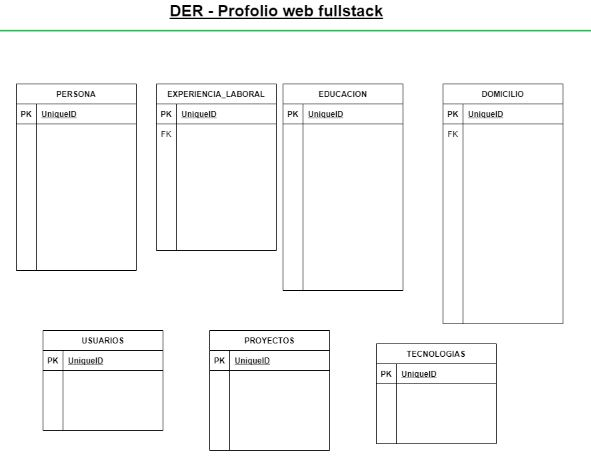 DER - Profolio web fullstack
PERSONA
PK UniqueID
EXPERIENCIA_LABORAL
PK UniqueID
FK
EDUCACION
PK UniqueID
DOMICILIO
PK UniqueID
FK
USUARIOS
PK UniqueID
PROYECTOS
PK UniqueID
TECNOLOGIAS
PK UniqueID